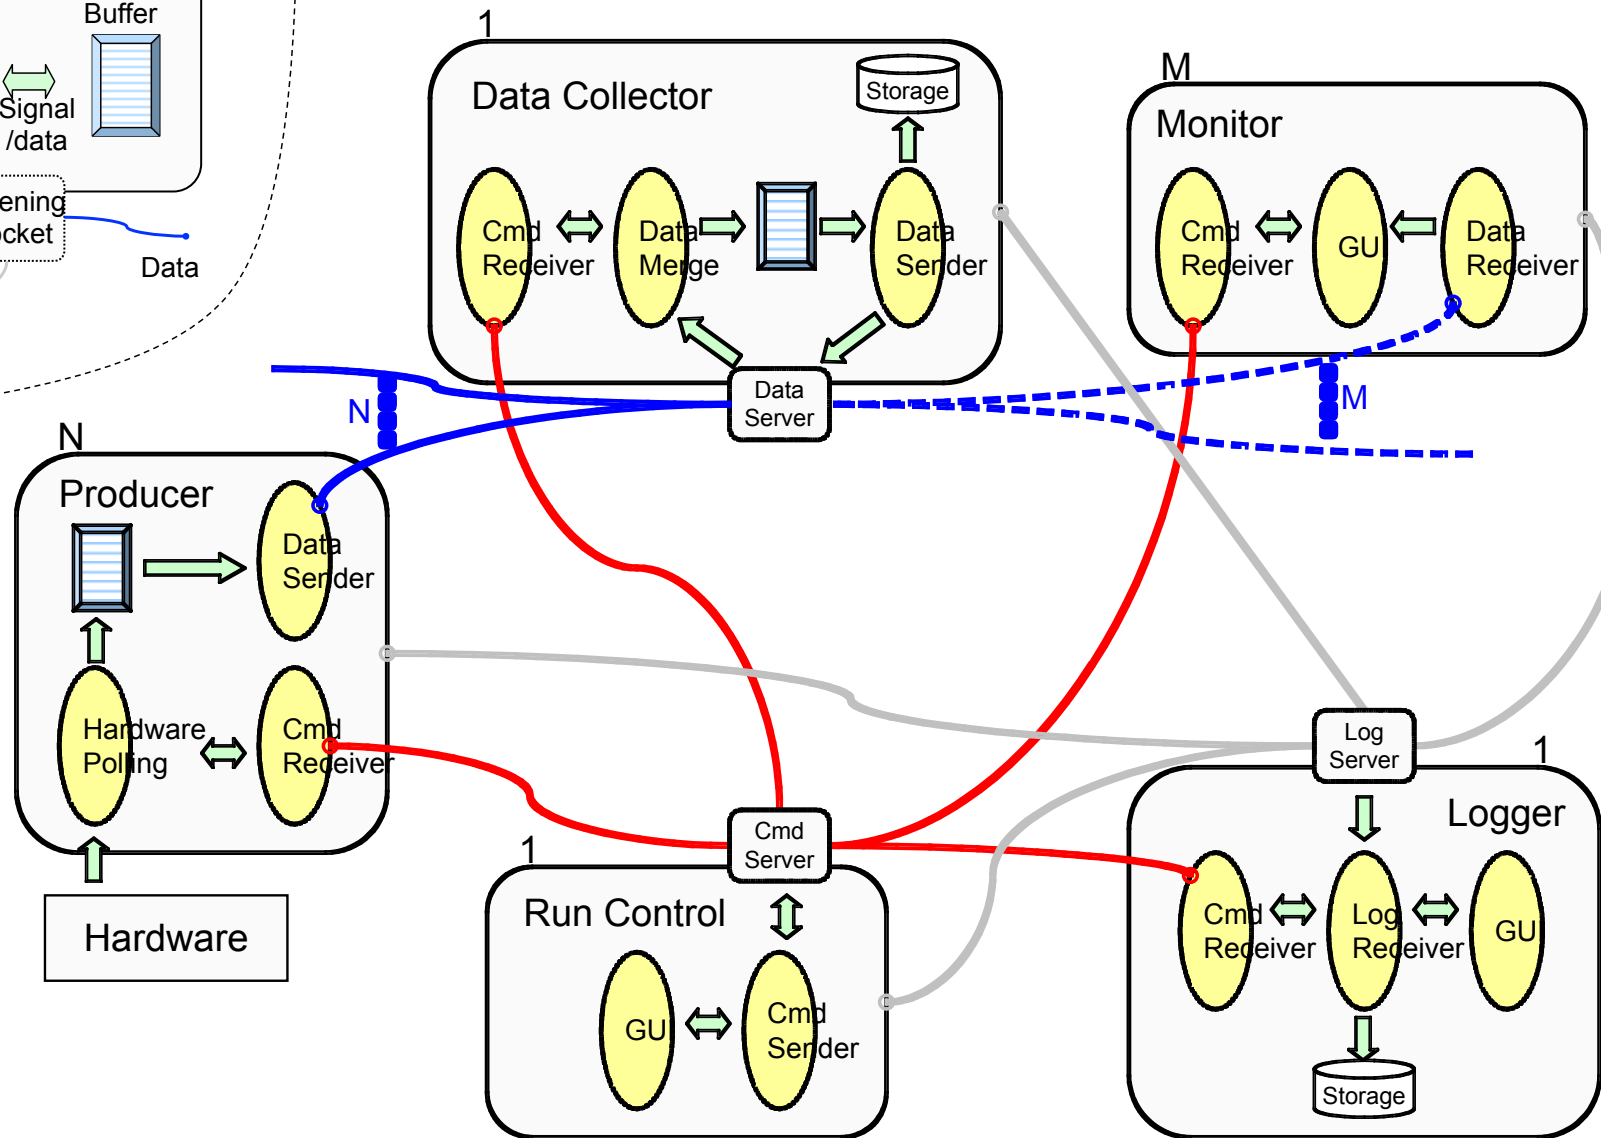 Buffer
Signal
/data
ening
cket
Data
1
Data Collector
Storage
Cmd
Receiver
Data
Merge
Data
Sender
M
Monitor
Cmd
Receiver
GU
Data
Receiver
N
Data
Server
M
N
Producer
Data
Sender
Hardware
Polling
Cmd
Receiver
Hardware
Cmd
Server
1
Run Control
GU
Cmd
Sender
Log
Server
1
Logger
Cmd
Receiver
Log
Receiver
GU
Storage